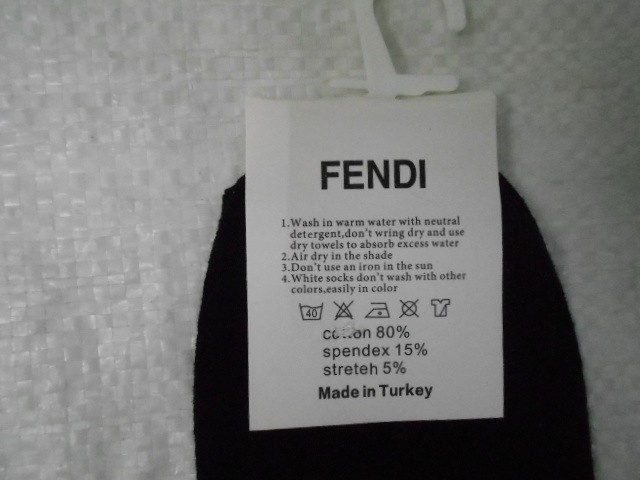 FENDI
1.Wash in warm water with neutral
detergent,don't wring dry and use
dry towels to absorb excess water
2.Air dry in the shade
3.Don't use an iron in the sun
4.White socks don't wash with other
colors,easily in color
40
cotton 80%
spendex 15%
streteh 5%
Made in Turkey